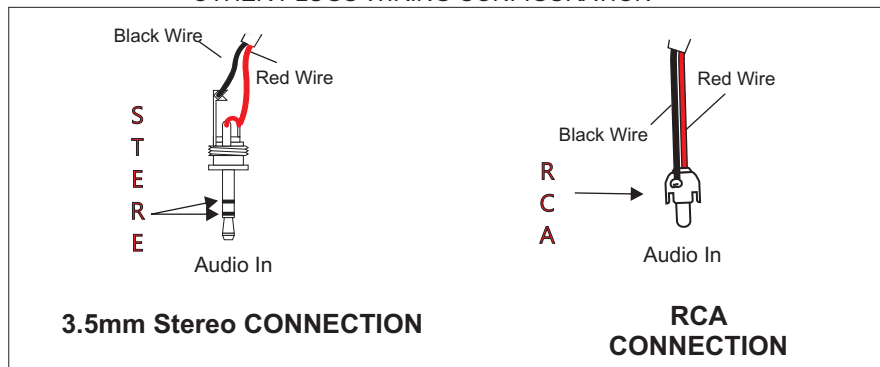 Black Wire
Red Wire
S
T
E
R
E
Audio In
3.5mm Stereo CONNECTION
Red Wire
Black Wire
R
C
A
Audio In
RCA
CONNECTION